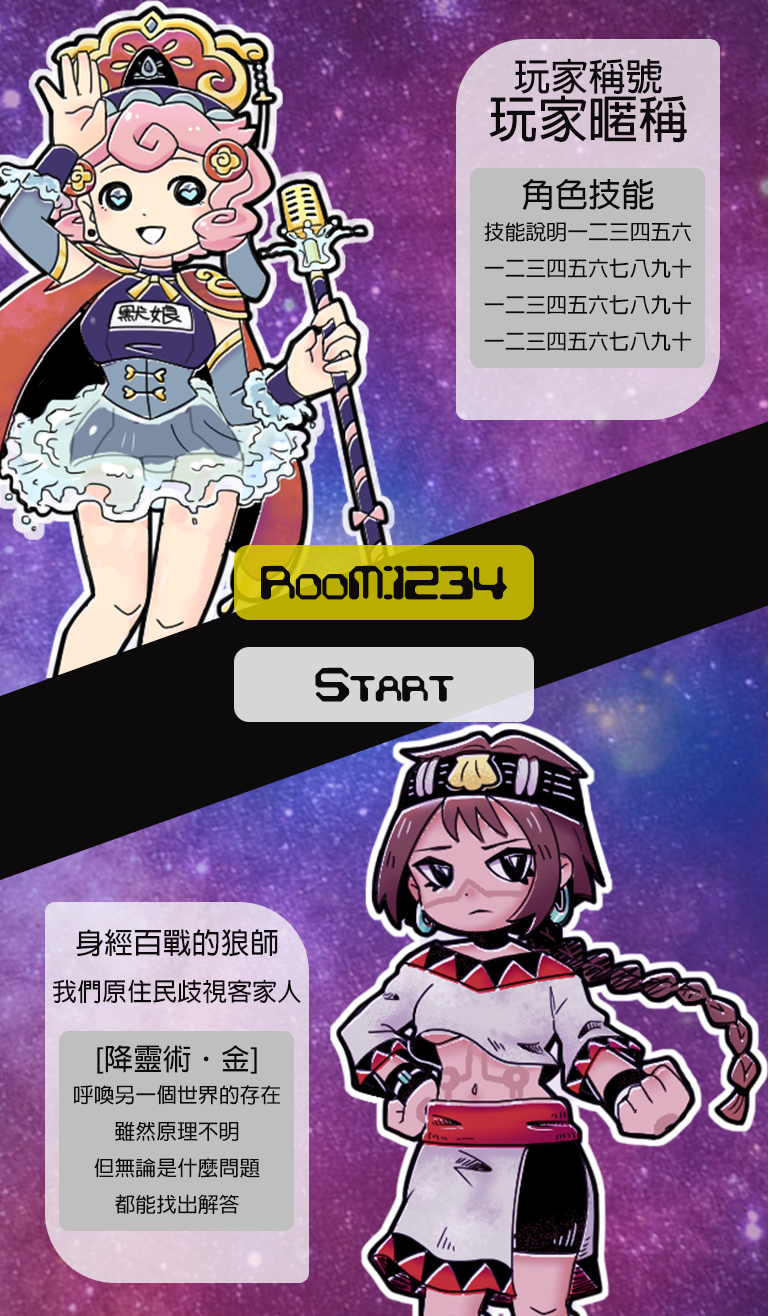 玩家稱號
玩家暱稱
角色技能
技能說明一二三四五六
一二三四五六七八九十
一二三四五六七八九十
一二三四五六七八九十
默娘
RooM:1234
START
身經百戰的狼師
我們原住民歧視客家人
[降靈術・金]
呼喚另一個世界的存在
雖然原理不明
但無論是什麼問題
都能找出解答